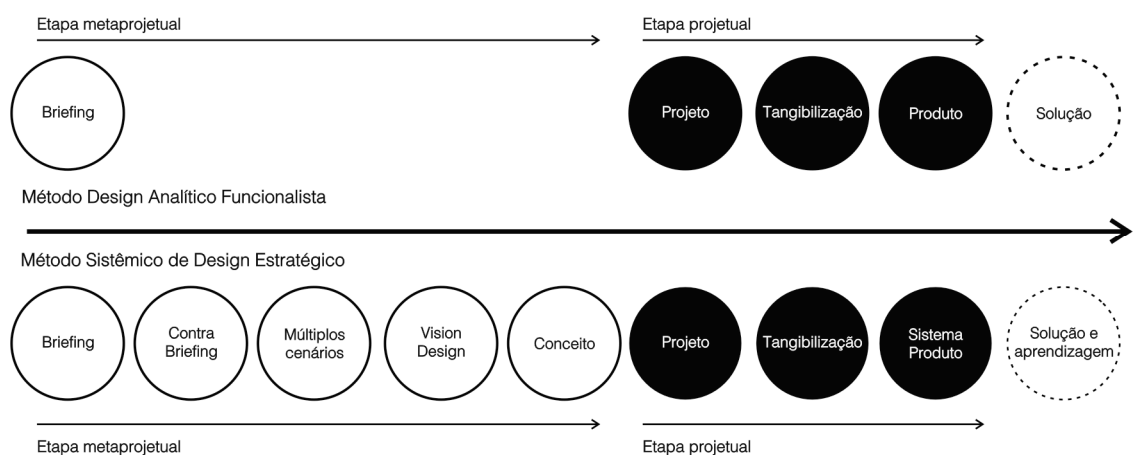 Etapa metaprojetual
Etapa projetual
Briefing
Projeto
Tangibilização
Produto
Solução
Método Design Analítico Funcionalista
Método Sistêmico de Design Estratégico
Briefing
Contra
Briefing
Múltiplos
cenários
Vision
Design
Conceito
Projeto
Tangibilização
Sistema
Produto
Solução e
aprendizagem
Etapa metaprojetual
Etapa projetual